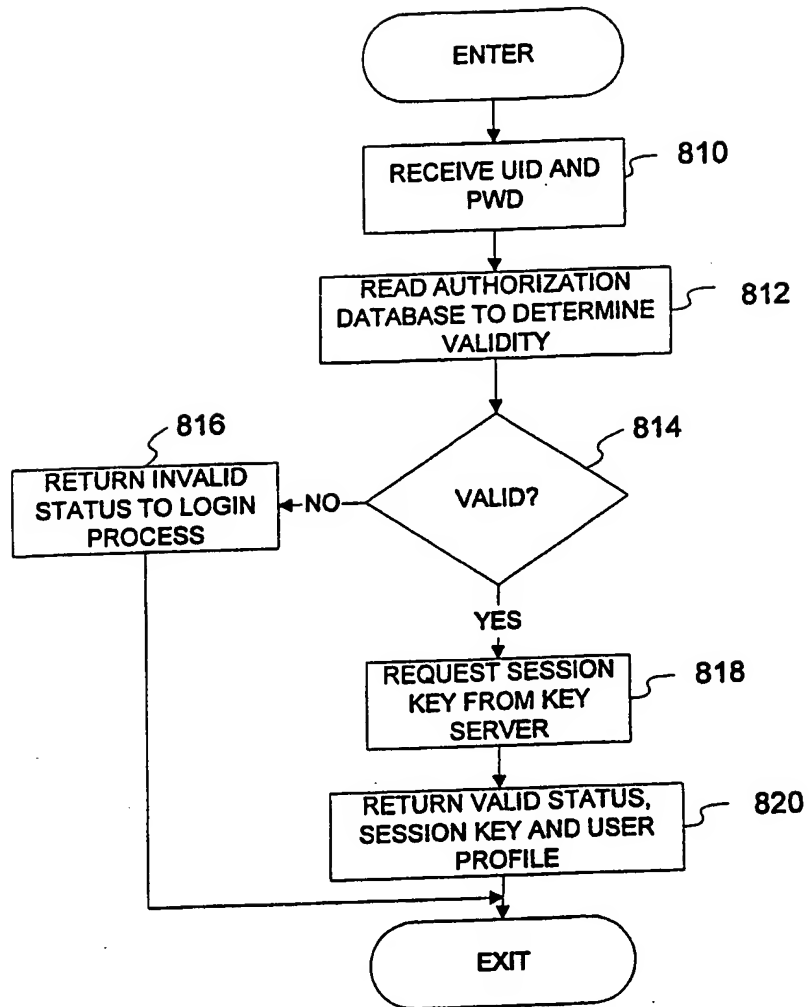 ENTER
RECEIVE UID AND
PWD
810
READ AUTHORIZATION
DATABASE TO DETERMINE
VALIDITY
812
816
RETURN INVALID
STATUS TO LOGIN
PROCESS
NO
VALID?
814
YES
REQUEST SESSION
KEY FROM KEY
SERVER
818
RETURN VALID STATUS,
SESSION KEY AND USER
PROFILE
820
EXIT